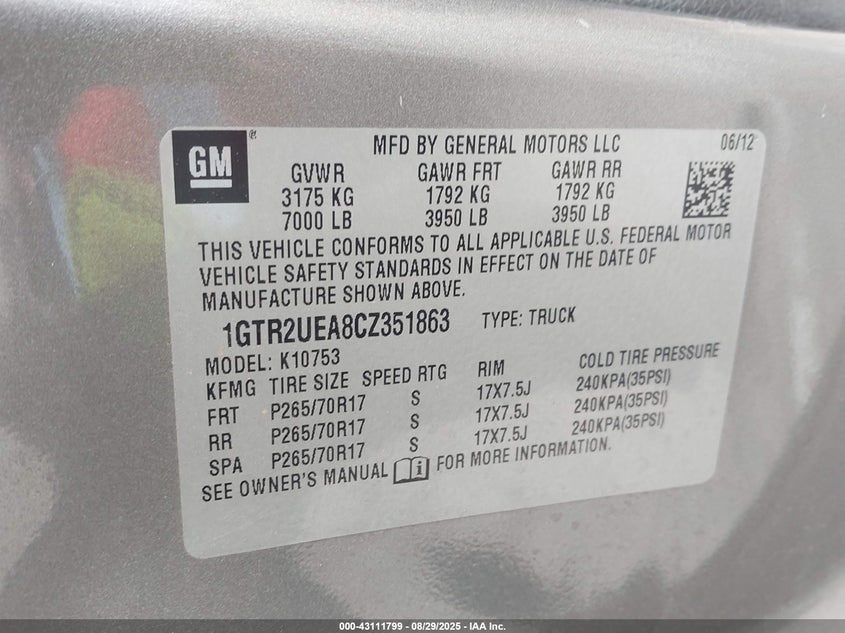 GM®
MFD BY GENERAL MOTORS LLC 06/12
GVWR GAWR FRT GAWR RR
3175 KG 1792 KG 1792 KG
7000 LB 3950 LB 3950 LB
THIS VEHICLE CONFORMS TO ALL APPLICABLE U.S. FEDERAL MOTOR
VEHICLE SAFETY STANDARDS IN EFFECT ON THE DATE OF
MANUFACTURE SHOWN ABOVE.
1GTR2UEA8CZ351863 TYPE: TRUCK
MODEL: K10753
KFMG TIRE SIZE SPEED RTG RIM COLD TIRE PRESSURE
FRT P265/70R17 S 17X7.5J 240KPA(35PSI)
RR P265/70R17 S 17X7.5J 240KPA(35PSI)
SPA P265/70R17 S 17X7.5J 240KPA(35PSI)
SEE OWNER'S MANUAL i FOR MORE INFORMATION.
000-43111799 - 08/29/2025 - IAA Inc.